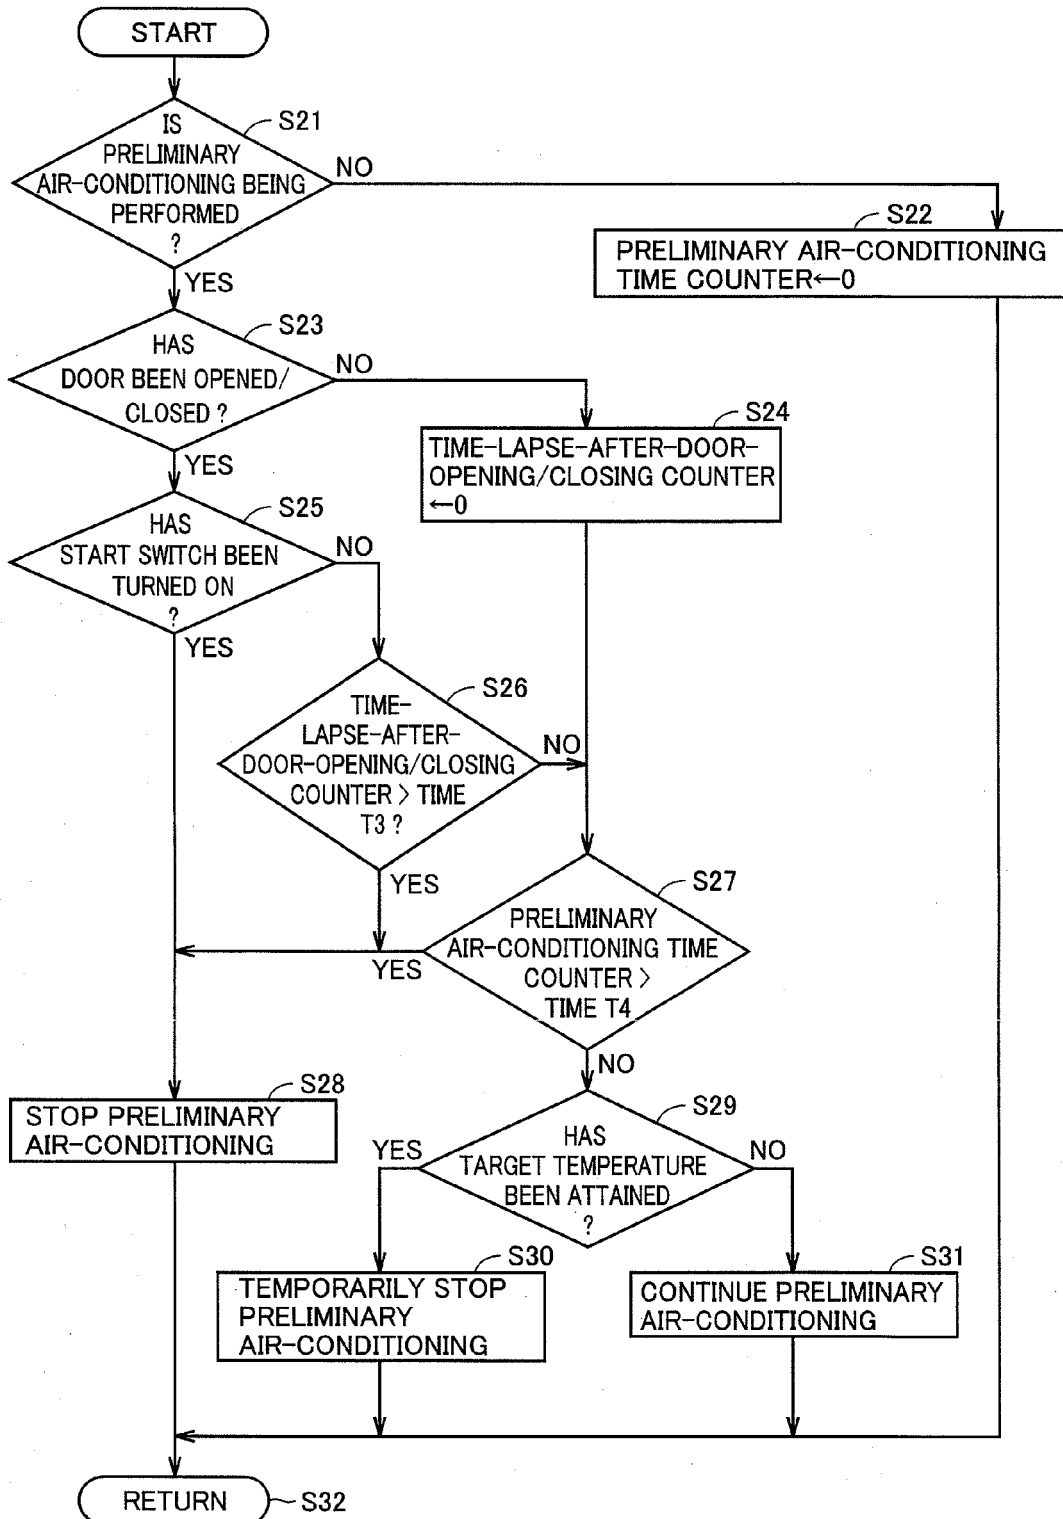 START
S21
IS
PRELIMINARY
AIR-CONDITIONING BEING
PERFORMED
?
NO
YES
S22
PRELIMINARY AIR-CONDITIONING
TIME COUNTER←0
S23
HAS
DOOR BEEN OPENED/
CLOSED ?
NO
YES
S24
TIME-LAPSE-AFTER-DOOR-
OPENING/CLOSING COUNTER
←0
S25
HAS
START SWITCH BEEN
TURNED ON
?
NO
YES
S26
TIME-
LAPSE-AFTER-
DOOR-OPENING/CLOSING
COUNTER > TIME
T3 ?
NO
YES
S27
PRELIMINARY
AIR-CONDITIONING TIME
COUNTER >
TIME T4
YES
NO
S28
STOP PRELIMINARY
AIR-CONDITIONING
S29
HAS
TARGET TEMPERATURE
BEEN ATTAINED
?
YES
NO
S30
TEMPORARILY STOP
PRELIMINARY
AIR-CONDITIONING
S31
CONTINUE PRELIMINARY
AIR-CONDITIONING
RETURN
S32